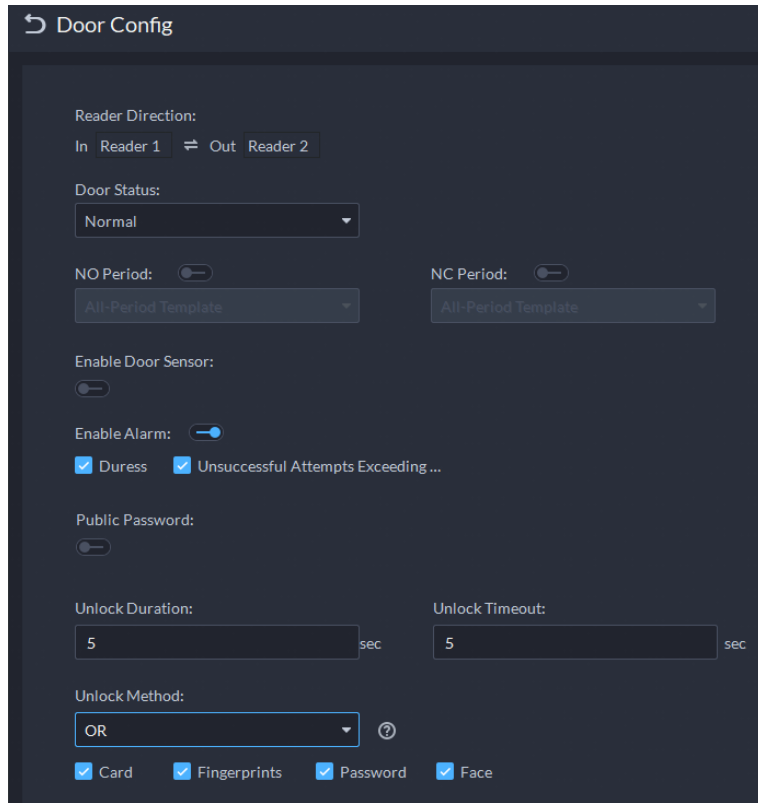 Door Config
Reader Direction:
In Reader 1 ⇌ Out Reader 2
Door Status:
Normal
NO Period: NC Period:
All-Period Template All-Period Template
Enable Door Sensor:
Enable Alarm:
Duress Unsuccessful Attempts Exceeding ...
Public Password:
Unlock Duration: Unlock Timeout:
5 sec 5 sec
Unlock Method:
OR ?
Card Fingerprints Password Face